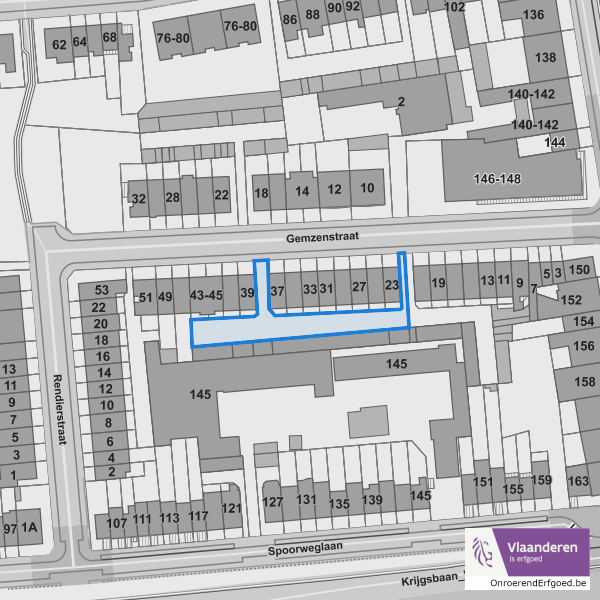 62 64 68 76-80 76-80 86 88 90 92 102 136
138
2 140-142
140-142
144
146-148
32 28 22 18 14 12 10
Gemzenstraat
53 51 49 43-45 39 37 33 31 27 23 19 13 11 9 7 5 3 150
22 152
20 154
18 156
16
14 145 158
12 145
10
8
6
4
2
13
11
9
7
5
3
1
Rendierstraat
97 1A 107 111 113 117 121 127 131 135 139 145 151 155 159 163
Spoorweglaan
Krijgsbaan
Vlaanderen
is erfgoed
OnroerendErfgoed.be